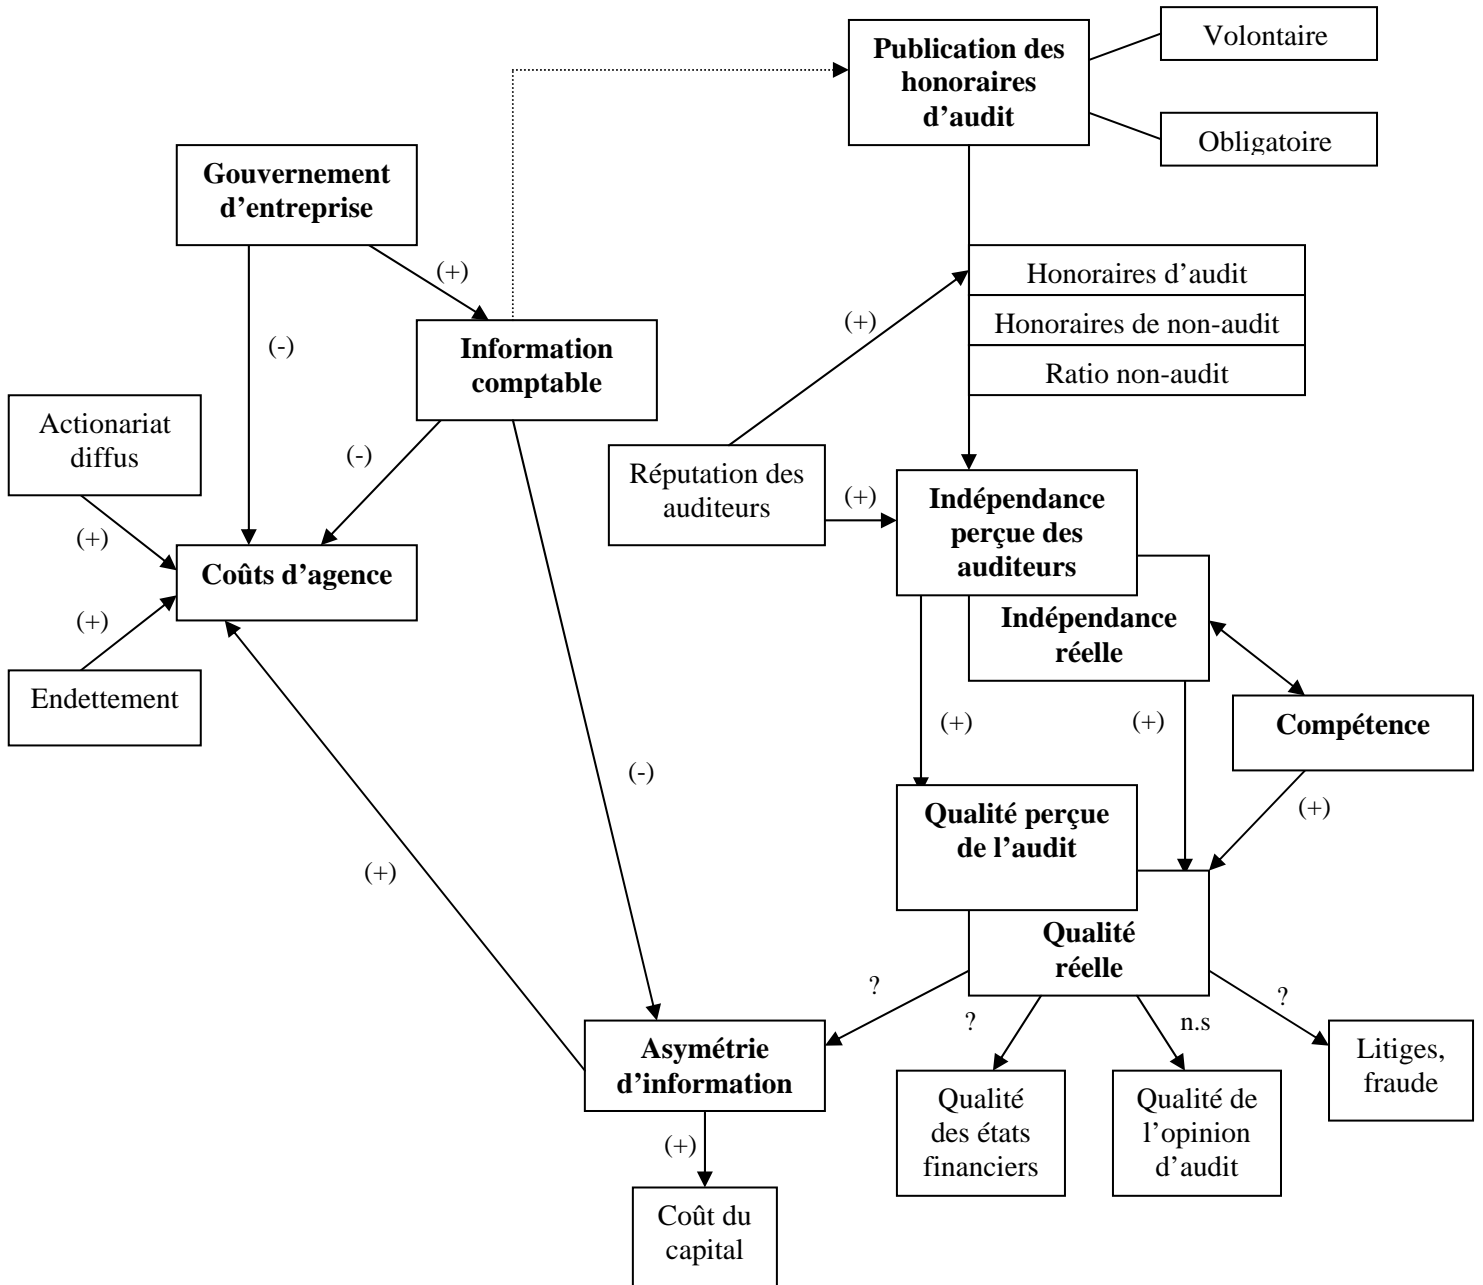 Publication des
honoraires
d’audit
Volontaire
Obligatoire
Gouvernement
d’entreprise
(+)
(-)
Information
comptable
Honoraires d’audit
Honoraires de non-audit
Ratio non-audit
(+)
Actionariat
diffus
(-)
(+)
Réputation des
auditeurs
(+)
Indépendance
perçue des
auditeurs
Coûts d’agence
(+)
Endettement
Indépendance
réelle
(+)
(+)
Compétence
(-)
(+)
Qualité perçue
de l’audit
(+)
Qualité
réelle
?
?
n.s
?
Asymétrie
d’information
Litiges,
fraude
Qualité
des états
financiers
Qualité de
l’opinion
d’audit
(+)
Coût du
capital